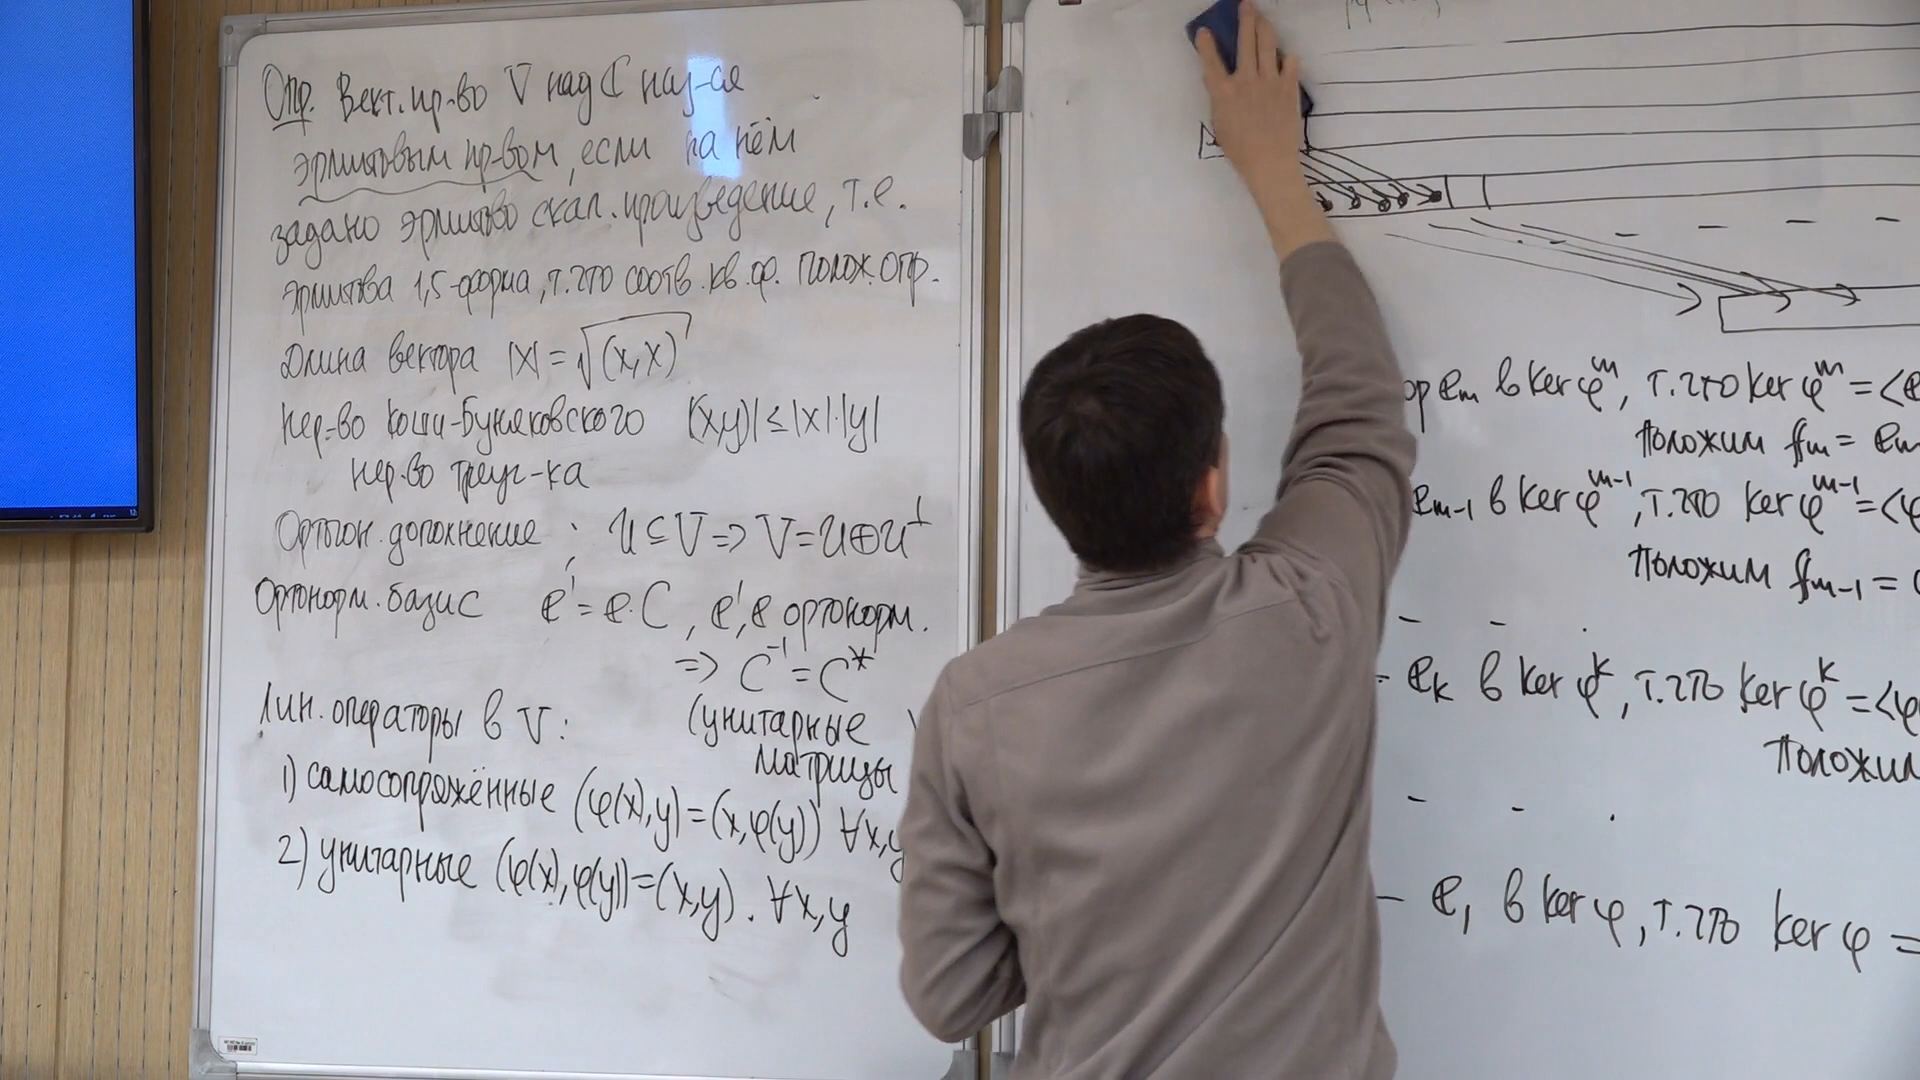 Опр. Вект. пр-во V над ℂ наз-ся
эрмитовым пр-вом, если на нём
задано эрмитово скал. произведение, т.е.
эрмитова 1,5-форма, т.что соотв. кв. ф. полож. опр.
Длина вектора |x| = √(x,x)
Нер-во Коши-Буняковского |(x,y)| ≤ |x|·|y|
нер-во треуг-ка
Ортогон. дополнение ; U ⊆ V ⇒ V = U ⊕ U^⊥
Ортонорм. базис e' = e·C , e', e ортонорм.
⇒ C^{-1} = C^*
(унитарные
матрицы
Лин. операторы в V:
1) самосопряжённые (φ(x),y) = (x,φ(y)) ∀x,y
2) унитарные (φ(x),φ(y)) = (x,y). ∀x,y
e_m в ker φ^m, т.что ker φ^m = <e
Положим f_m = e_m
e_{m-1} в ker φ^{m-1}, т.что ker φ^{m-1} = <φ
Положим f_{m-1} =
- e_k в ker φ^k, т.что ker φ^k = <φ
Положим
- e_1 в ker φ, т.что ker φ =